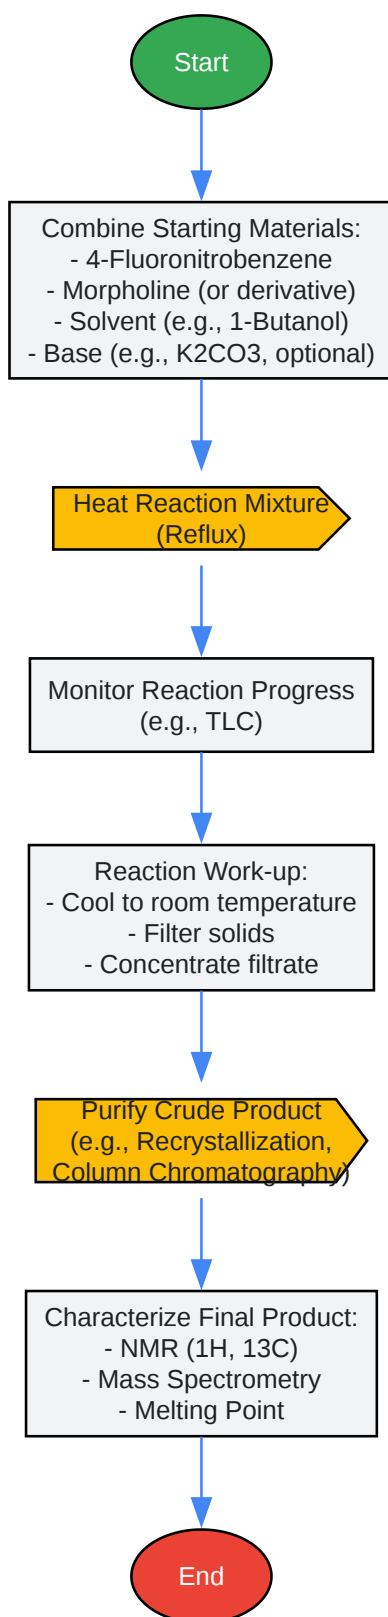 Start
Combine Starting Materials:
- 4-Fluoronitrobenzene
- Morpholine (or derivative)
- Solvent (e.g., 1-Butanol)
- Base (e.g., K2CO3, optional)
Heat Reaction Mixture
(Reflux)
Monitor Reaction Progress
(e.g., TLC)
Reaction Work-up:
- Cool to room temperature
- Filter solids
- Concentrate filtrate
Purify Crude Product
(e.g., Recrystallization,
Column Chromatography)
Characterize Final Product:
- NMR (1H, 13C)
- Mass Spectrometry
- Melting Point
End